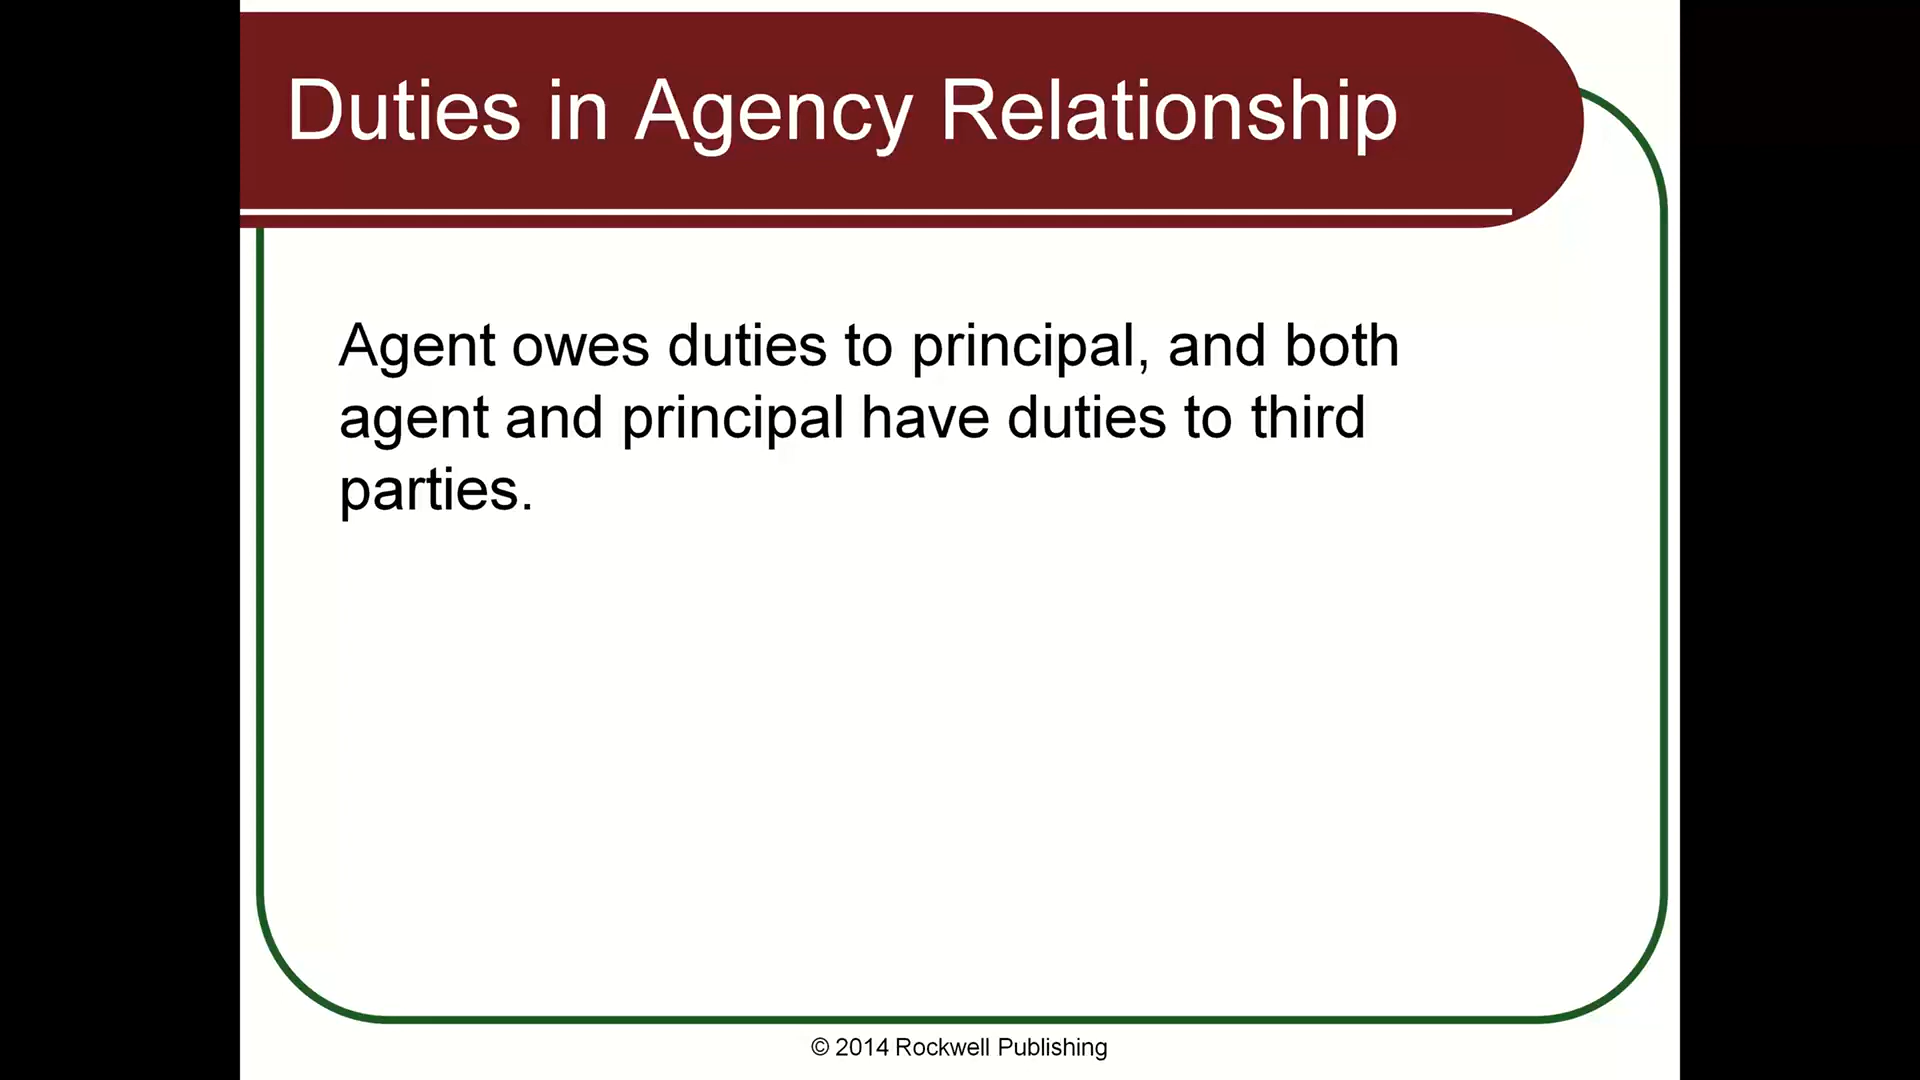 Duties in Agency Relationship
Agent owes duties to principal, and both
agent and principal have duties to third
parties.
© 2014 Rockwell Publishing